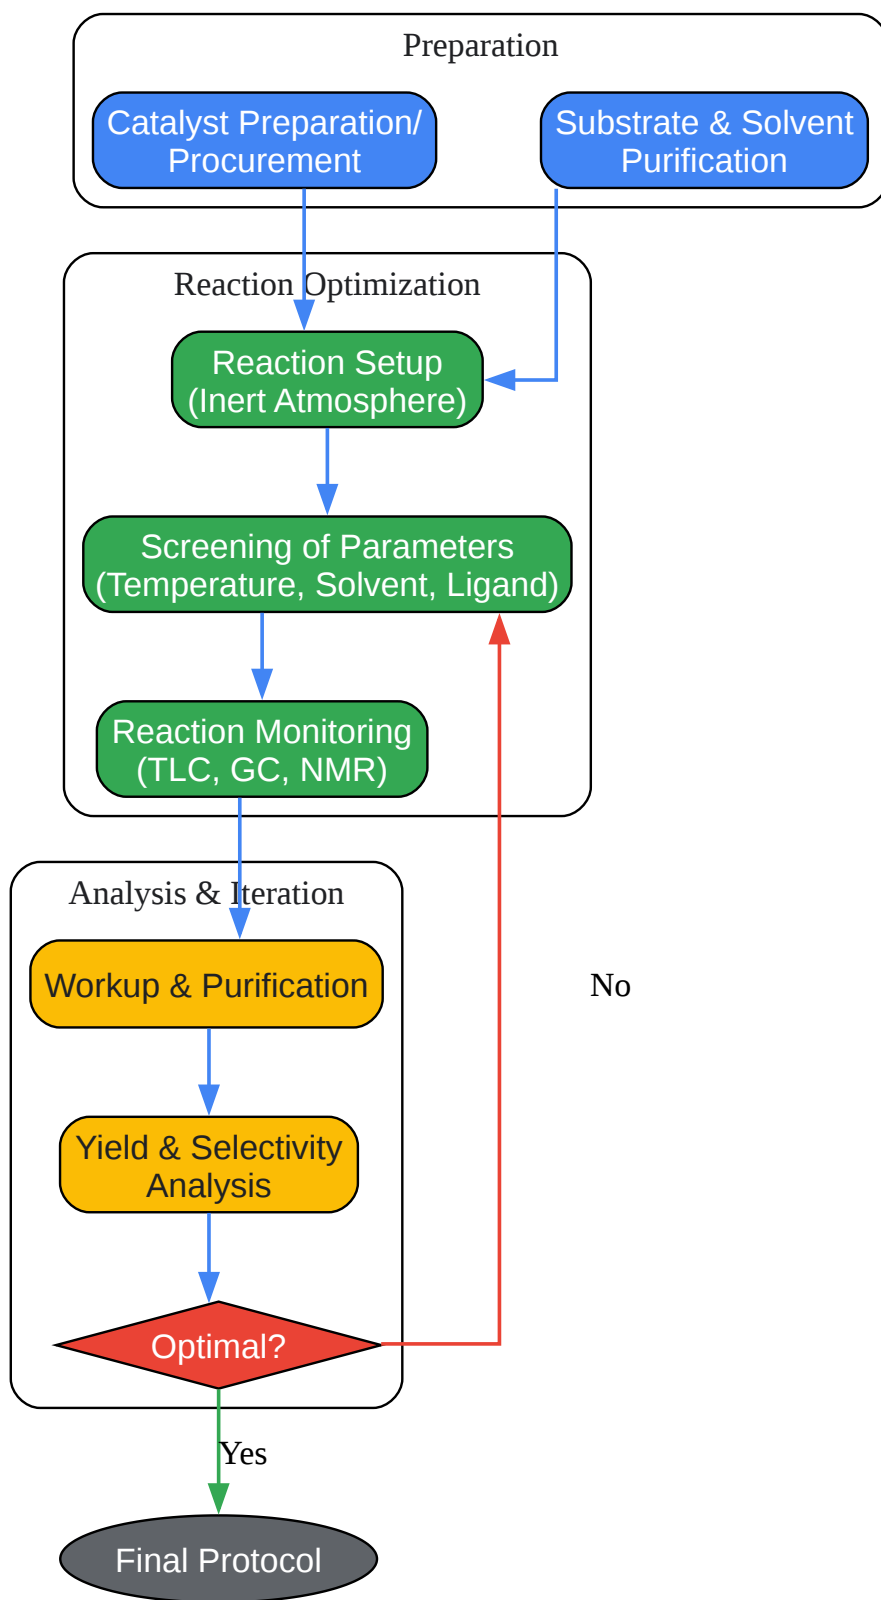 Preparation
Catalyst Preparation/
Procurement
Substrate & Solvent
Purification
Reaction Optimization
Reaction Setup
(Inert Atmosphere)
Screening of Parameters
(Temperature, Solvent, Ligand)
Reaction Monitoring
(TLC, GC, NMR)
Analysis & Iteration
Workup & Purification
No
Yield & Selectivity
Analysis
Optimal?
Yes
Final Protocol